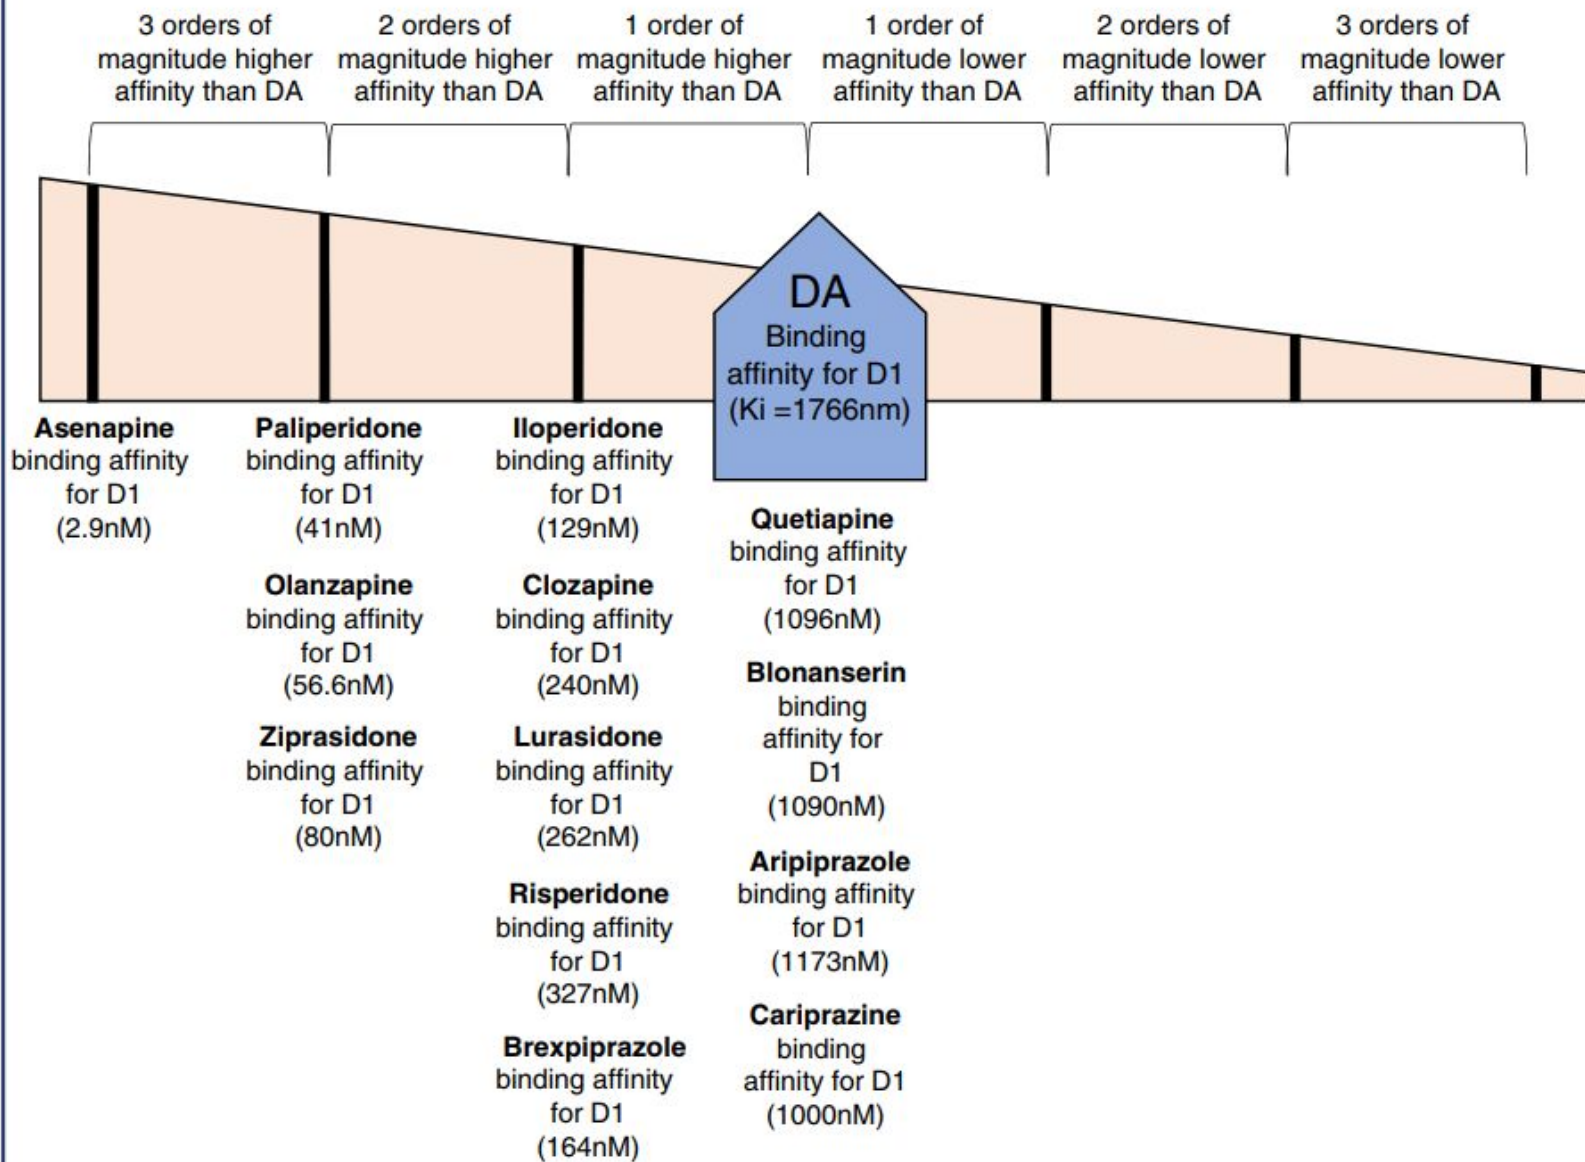 3 orders of
magnitude higher
affinity than DA
2 orders of
magnitude higher
affinity than DA
1 order of
magnitude higher
affinity than DA
1 order of
magnitude lower
affinity than DA
2 orders of
magnitude lower
affinity than DA
3 orders of
magnitude lower
affinity than DA
DA
Binding
affinity for D1
(Ki =1766nm)
Asenapine
binding affinity
for D1
(2.9nM)
Paliperidone
binding affinity
for D1
(41nM)
Olanzapine
binding affinity
for D1
(56.6nM)
Ziprasidone
binding affinity
for D1
(80nM)
Iloperidone
binding affinity
for D1
(129nM)
Clozapine
binding affinity
for D1
(240nM)
Lurasidone
binding affinity
for D1
(262nM)
Risperidone
binding affinity
for D1
(327nM)
Brexpiprazole
binding affinity
for D1
(164nM)
Quetiapine
binding affinity
for D1
(1096nM)
Blonanserin
binding
affinity for
D1
(1090nM)
Aripiprazole
binding affinity
for D1
(1173nM)
Cariprazine
binding
affinity for D1
(1000nM)